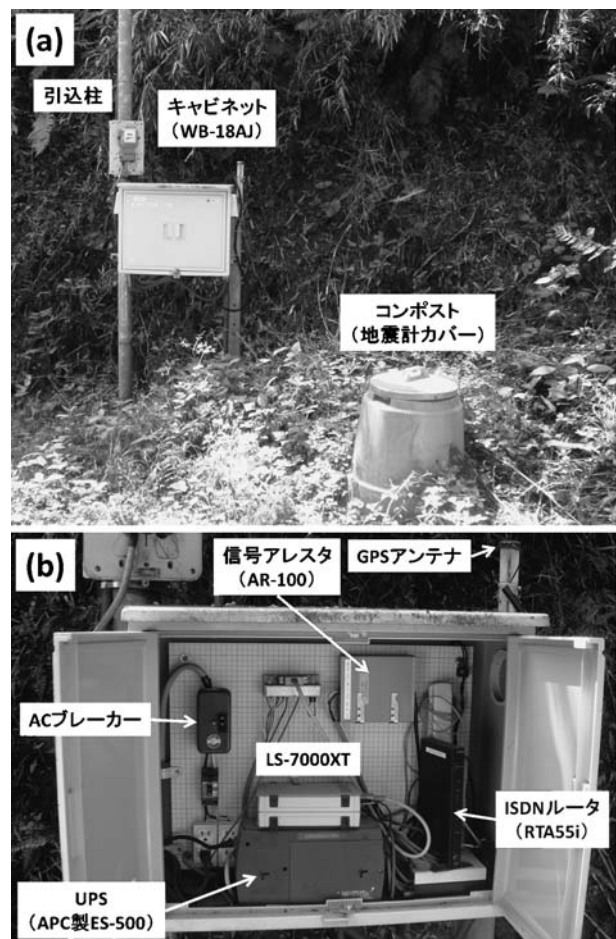 (a)
引込柱
キャビネット
(WB-18AJ)
コンポスト
(地震計カバー)
(b)
信号アレスタ
(AR-100)
GPSアンテナ
ACブレーカー
LS-7000XT
ISDNルータ
(RTA55i)
UPS
(APC製ES-500)